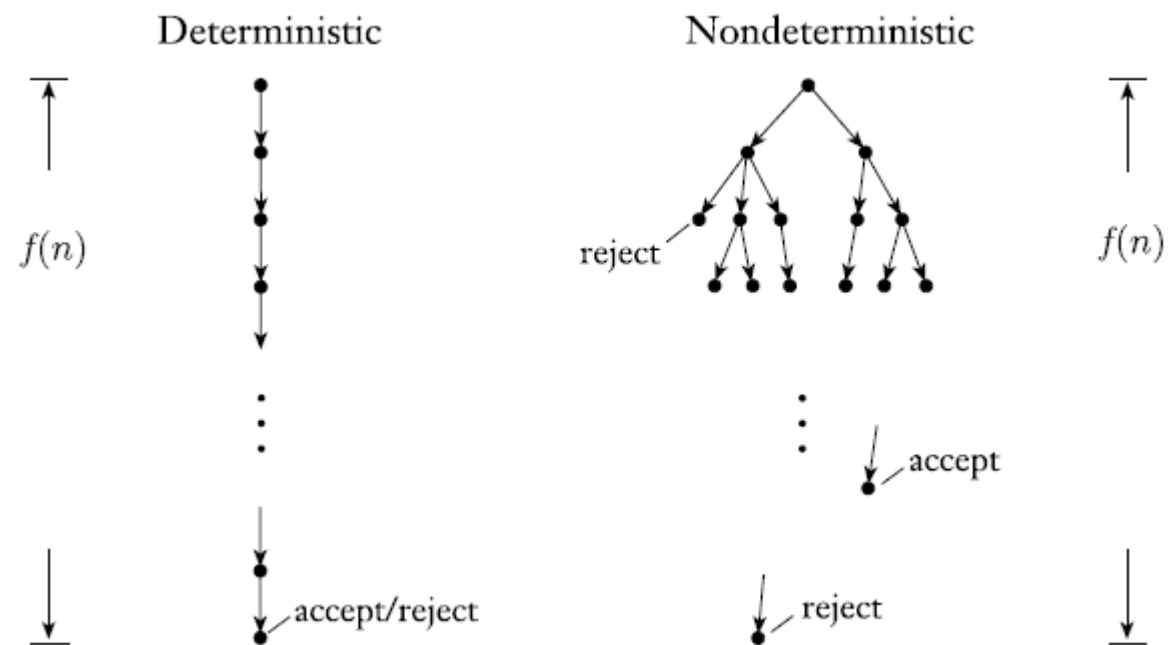 Deterministic
Nondeterministic
f(n)
reject
f(n)
accept
accept/reject
reject